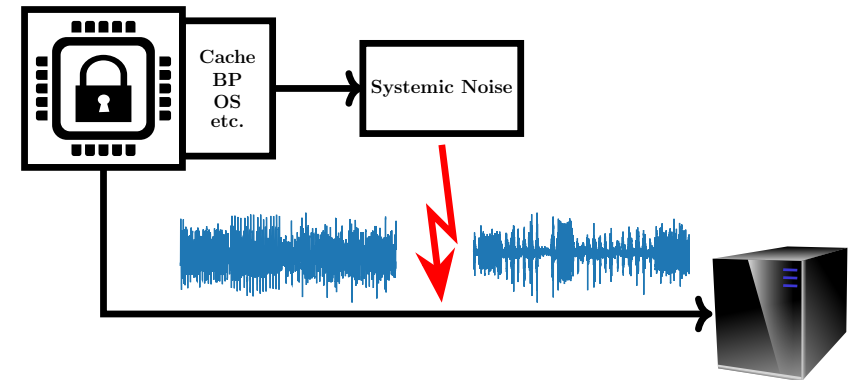 Cache
BP
OS
etc.
Systemic Noise